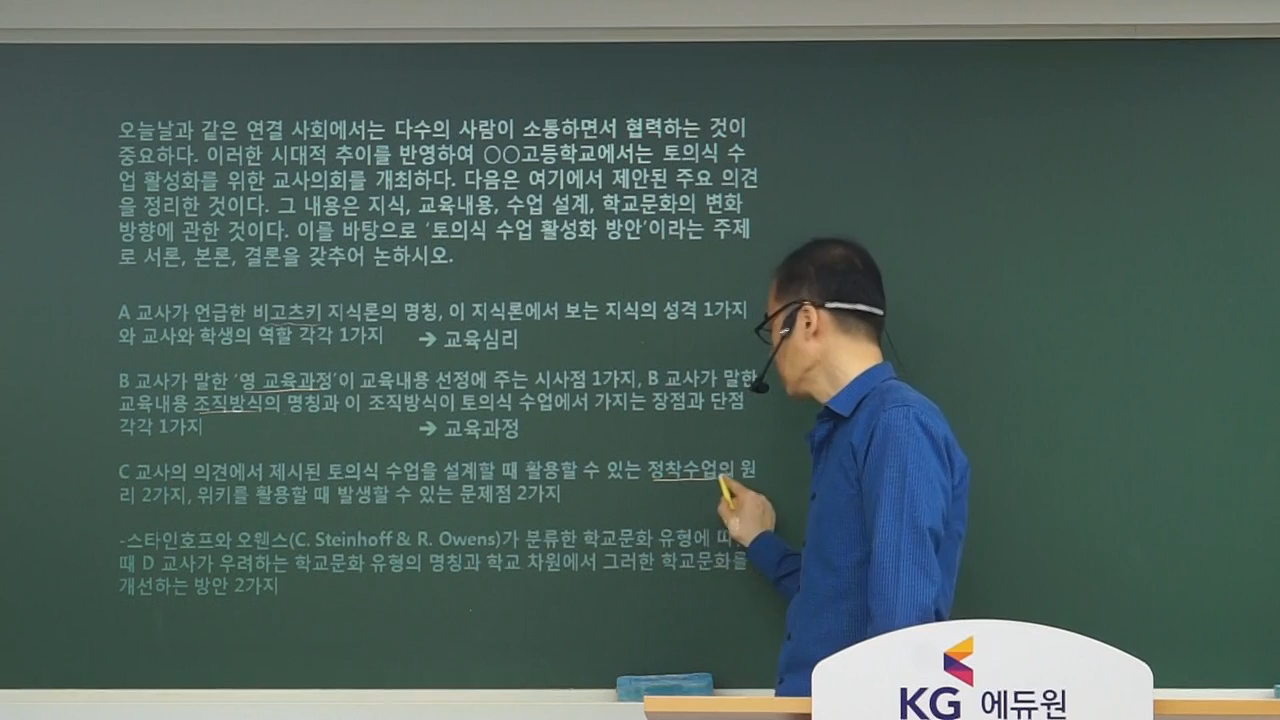 오늘날과 같은 연결 사회에서는 다수의 사람이 소통하면서 협력하는 것이
중요하다. 이러한 시대적 추이를 반영하여 ○○고등학교에서는 토의식 수
업 활성화를 위한 교사의회를 개최하다. 다음은 여기에서 제안된 주요 의견
을 정리한 것이다. 그 내용은 지식, 교육내용, 수업 설계, 학교문화의 변화
방향에 관한 것이다. 이를 바탕으로 '토의식 수업 활성화 방안'이라는 주제
로 서론, 본론, 결론을 갖추어 논하시오.
A 교사가 언급한 비고츠키 지식론의 명칭, 이 지식론에서 보는 지식의 성격 1가지
와 교사와 학생의 역할 각각 1가지 → 교육심리
B 교사가 말한 '영 교육과정'이 교육내용 선정에 주는 시사점 1가지, B 교사가 말한
교육내용 조직방식의 명칭과 이 조직방식이 토의식 수업에서 가지는 장점과 단점
각각 1가지 → 교육과정
C 교사의 의견에서 제시된 토의식 수업을 설계할 때 활용할 수 있는 정착수업의 원
리 2가지, 위키를 활용할 때 발생할 수 있는 문제점 2가지
-스타인호프와 오웬스(C. Steinhoff & R. Owens)가 분류한 학교문화 유형에 따
때 D 교사가 우려하는 학교문화 유형의 명칭과 학교 차원에서 그러한 학교문화를
개선하는 방안 2가지
KG 에듀원